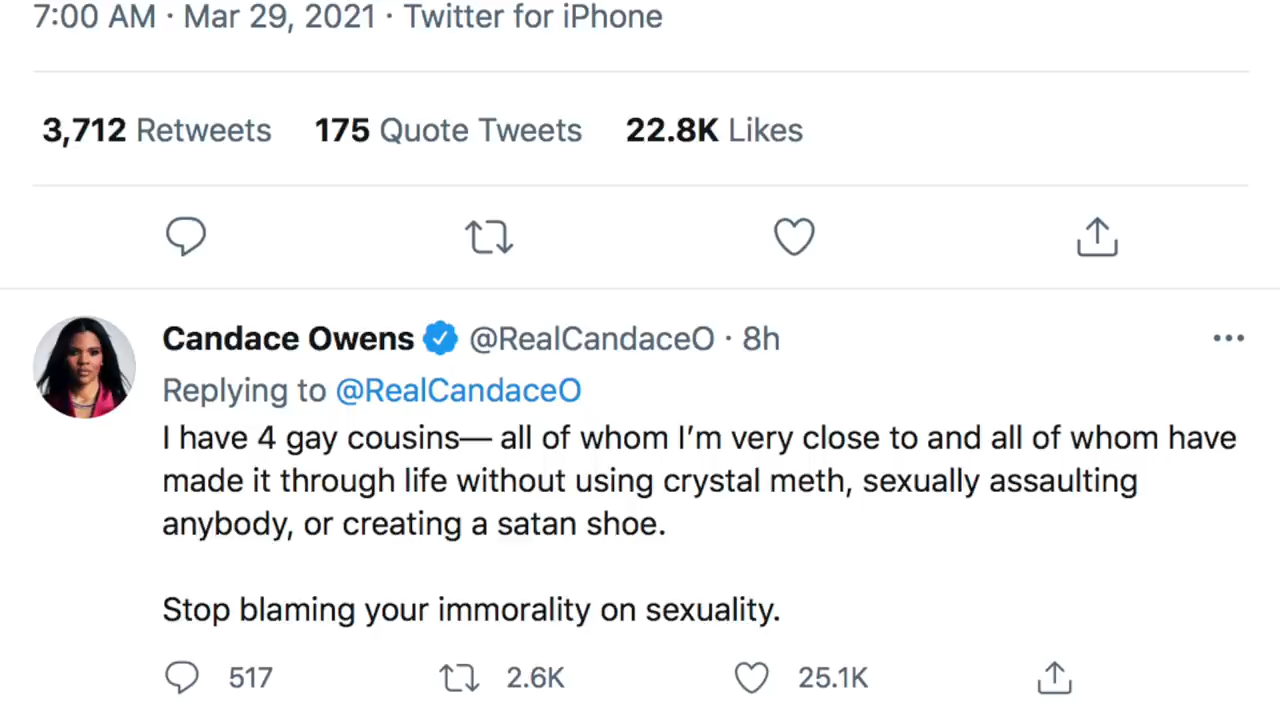 7:00 AM · Mar 29, 2021 · Twitter for iPhone
3,712 Retweets 175 Quote Tweets 22.8K Likes
Candace Owens @RealCandaceO · 8h
Replying to @RealCandaceO
I have 4 gay cousins— all of whom I’m very close to and all of whom have
made it through life without using crystal meth, sexually assaulting
anybody, or creating a satan shoe.
Stop blaming your immorality on sexuality.
517 2.6K 25.1K